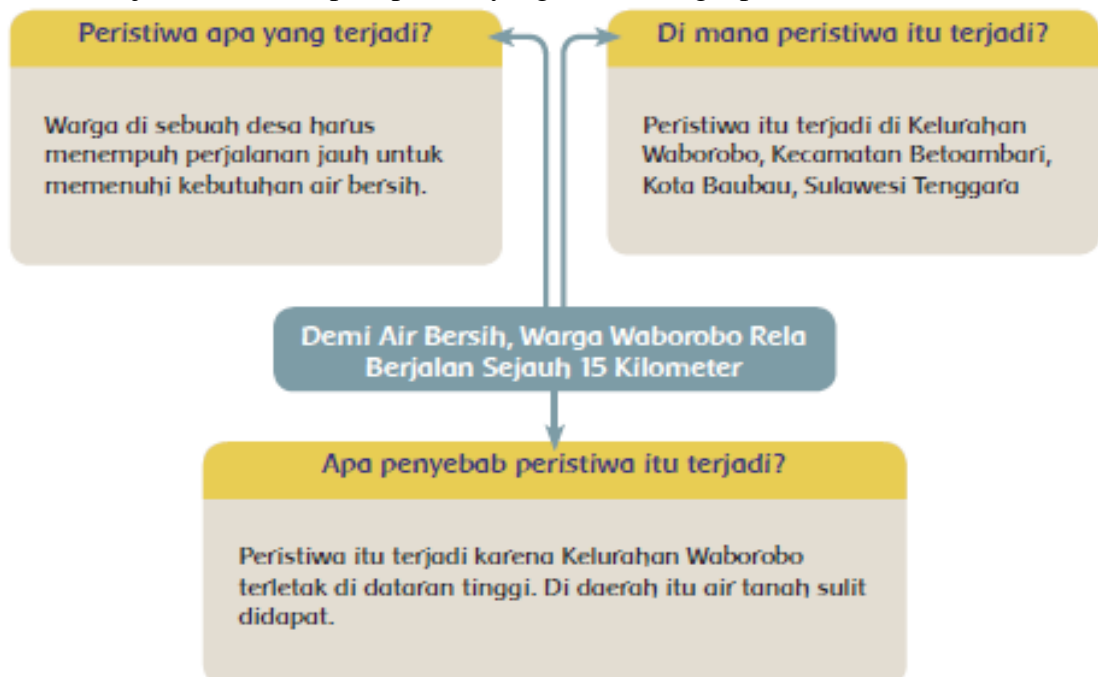 Peristiwa apa yang terjadi?
Warga di sebuah desa harus
menempuh perjalanan jauh untuk
memenuhi kebutuhan air bersih.
Di mana peristiwa itu terjadi?
Peristiwa itu terjadi di Kelurahan
Waborobo, Kecamatan Betoambari,
Kota Baubau, Sulawesi Tenggara
Demi Air Bersih, Warga Waborobo Rela
Berjalan Sejauh 15 Kilometer
Apa penyebab peristiwa itu terjadi?
Peristiwa itu terjadi karena Kelurahan Waborobo
terletak di dataran tinggi. Di daerah itu air tanah sulit
didapat.